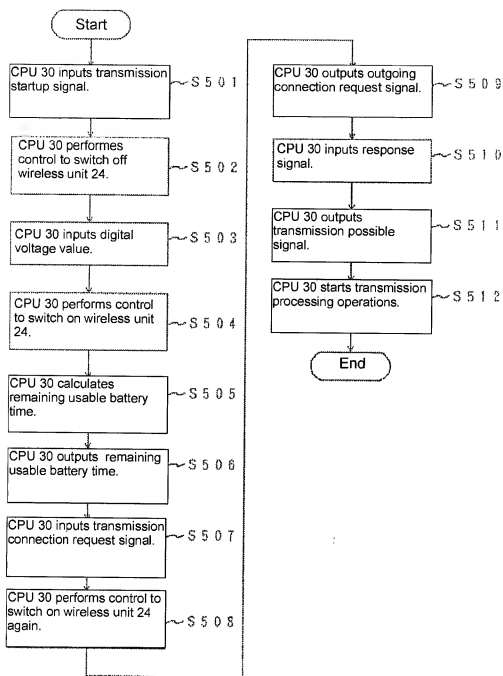 Start
CPU 30 inputs transmission
startup signal.
S501
CPU 30 performes
control to switch off
wireless unit 24.
S502
CPU 30 inputs digital
voltage value.
S503
CPU 30 performs control
to switch on wireless unit
24.
S504
CPU 30 calculates
remaining usable battery
time.
S505
CPU 30 outputs remaining
usable battery time.
S506
CPU 30 inputs transmission
connection request signal.
S507
CPU 30 performs control to
switch on wireless unit 24
again.
S508
CPU 30 outputs outgoing
connection request signal.
S509
CPU 30 inputs response
signal.
S510
CPU 30 outputs
transmission possible
signal.
S511
CPU 30 starts transmission
processing operations.
S512
End